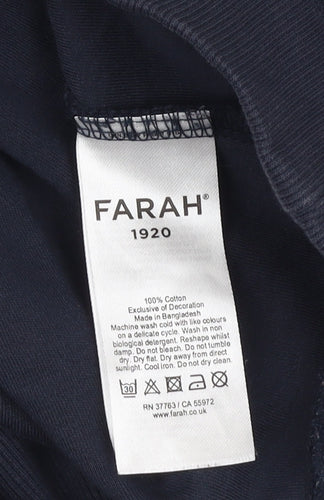 FARAH®
1920
100% Cotton
Exclusive of Decoration
Made in Bangladesh
Machine wash cold with like colours
on a delicate cycle. Wash in non
biological detergent. Reshape whilst
damp. Do not bleach. Do not tumble
dry. Dry flat. Dry away from direct
sunlight. Cool Iron. Do not dry clean.
30
RN 37763 / CA 55972
www.farah.co.uk